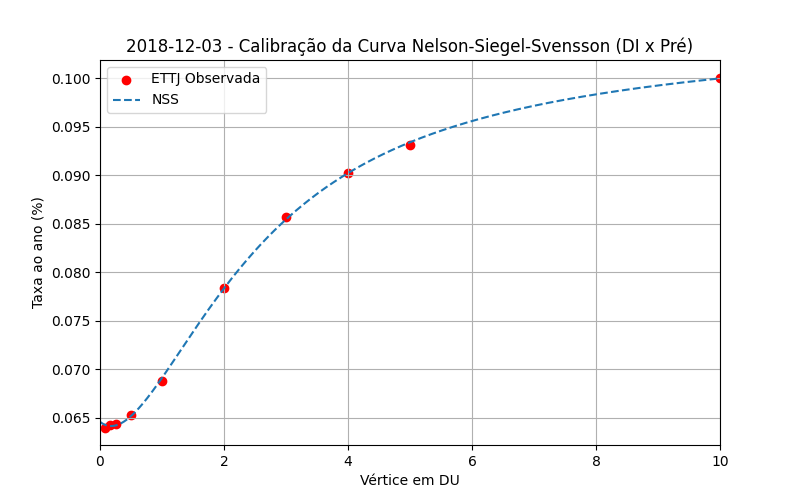 2018-12-03 - Calibração da Curva Nelson-Siegel-Svensson (DI x Pré)
ETTJ Observada
NSS
Taxa ao ano (%)
0.100
0.095
0.090
0.085
0.080
0.075
0.070
0.065
0 2 4 6 8 10
Vértice em DU